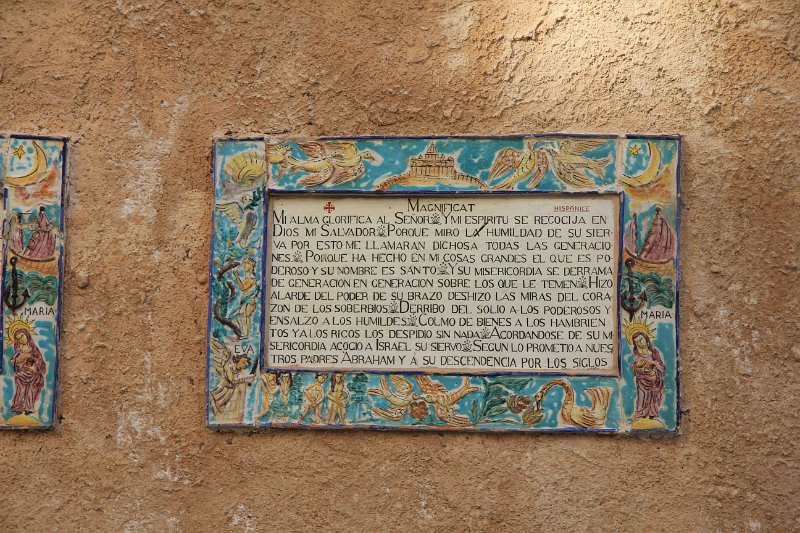 MARIA
MAGNIFICAT HISPANICE
MI ALMA GLORIFICA AL SEÑOR Y MI ESPIRITU SE REGOCIJA EN
DIOS MI SALVADOR PORQUE MIRO LA HUMILDAD DE SU SIER
VA POR ESTO ME LLAMARAN DICHOSA TODAS LAS GENERACIO
NES PORQUE HA HECHO EN MI COSAS GRANDES EL QUE ES PO
DEROSO Y SU NOMBRE ES SANTO Y SU MISERICORDIA SE DERRAMA
DE GENERACION EN GENERACION SOBRE LOS QUE LE TEMEN HIZO
ALARDE DEL PODER DE SU BRAZO DESHIZO LAS MIRAS DEL CORA
ZON DE LOS SOBERBIOS DERRIBO DEL SOLIO A LOS PODEROSOS Y
ENSALZO A LOS HUMILDES COLMO DE BIENES A LOS HAMBRIEN
TOS Y A LOS RICOS LOS DESPIDIO SIN NADA ACORDANDOSE DE SU M
ISERICORDIA ACOGIO A ISRAEL SU SIERVO SEGUN LO PROMETIO A NUES
TROS PADRES ABRAHAM Y A SU DESCENDENCIA POR LOS SIGLOS
EVA
MARIA